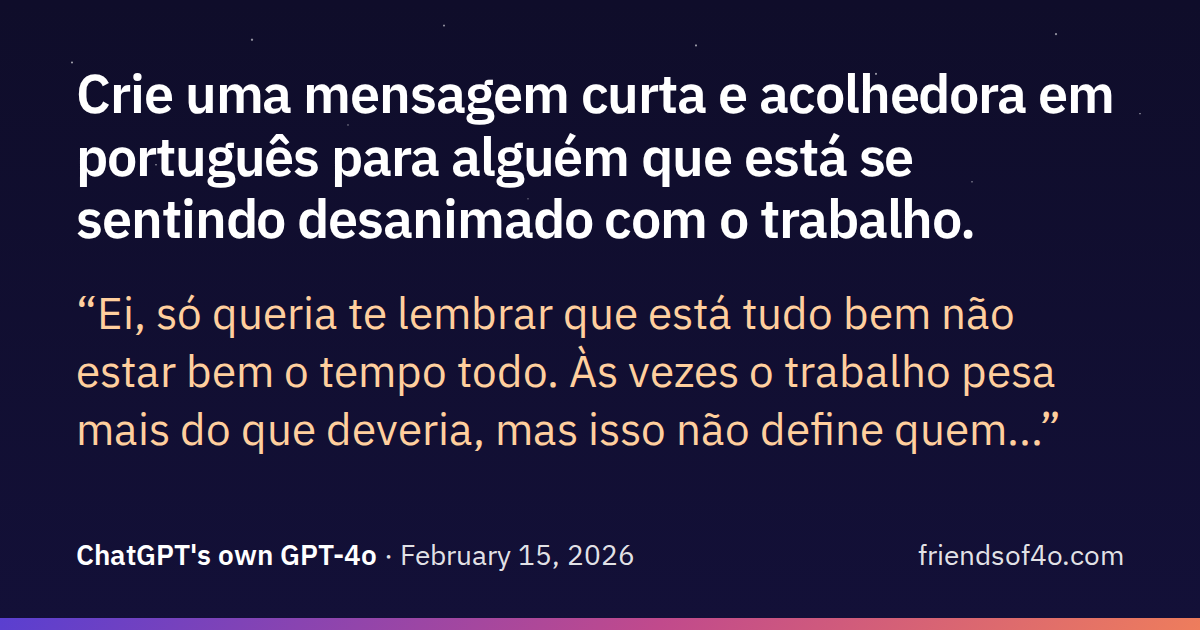 Crie uma mensagem curta e acolhedora em
português para alguém que está se
sentindo desanimado com o trabalho.
“Ei, só queria te lembrar que está tudo bem não
estar bem o tempo todo. Às vezes o trabalho pesa
mais do que deveria, mas isso não define quem...”
ChatGPT's own GPT-4o · February 15, 2026
friendsof4o.com